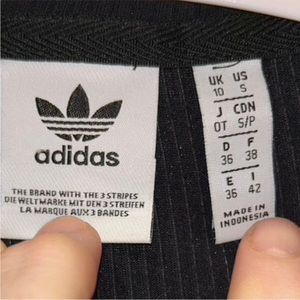 adidas
THE BRAND WITH THE 3 STRIPES
DIE WELTMARKE MIT DEN 3 STREIFEN
LA MARQUE AUX 3 BANDES
UK US
10 S
J CDN
OT S/P
D F
36 38
E I
36 42
MADE IN
INDONESIA